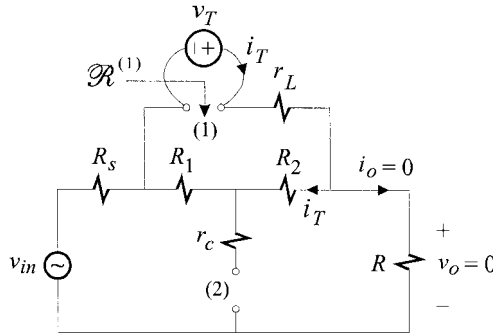 v_T
i_T
ℛ^(1)
r_L
(1)
R_s R_1 R_2 i_o = 0
i_T
r_c
+
v_in (2) R v_o = 0
−